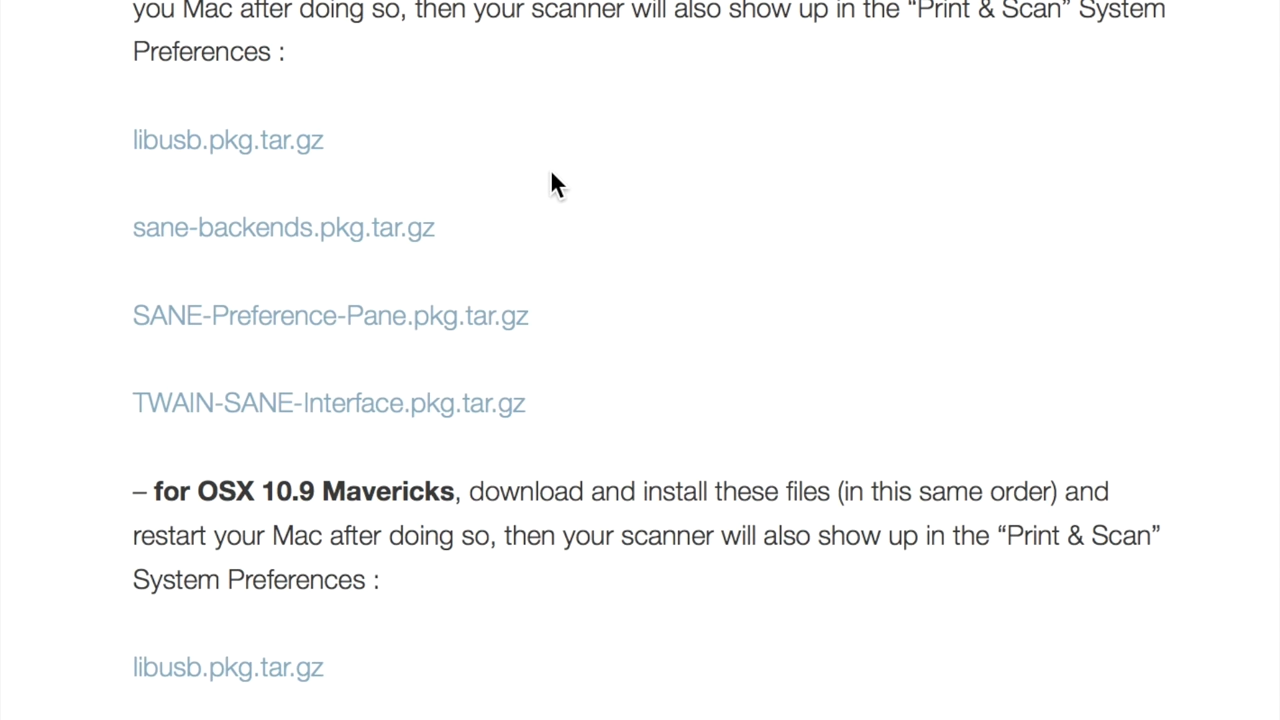 you Mac after doing so, then your scanner will also show up in the “Print & Scan” System
Preferences :
libusb.pkg.tar.gz
sane-backends.pkg.tar.gz
SANE-Preference-Pane.pkg.tar.gz
TWAIN-SANE-Interface.pkg.tar.gz
– for OSX 10.9 Mavericks, download and install these files (in this same order) and
restart your Mac after doing so, then your scanner will also show up in the “Print & Scan”
System Preferences :
libusb.pkg.tar.gz